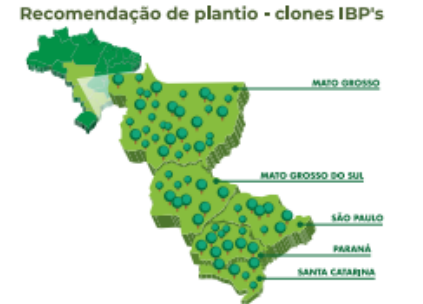 Recomendação de plantio - clones IBP's
MATO GROSSO
MATO GROSSO DO SUL
SÃO PAULO
PARANÁ
SANTA CATARINA